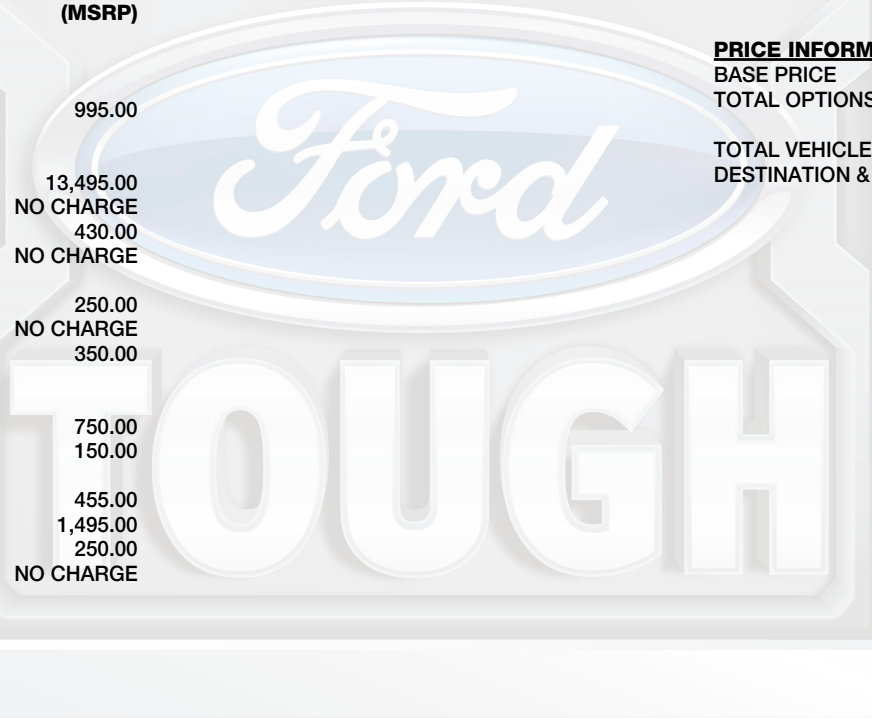 (MSRP)
995.00
13,495.00
NO CHARGE
430.00
NO CHARGE
250.00
NO CHARGE
350.00
750.00
150.00
455.00
1,495.00
250.00
NO CHARGE
PRICE INFORM
BASE PRICE
TOTAL OPTIONS
TOTAL VEHICLE
DESTINATION &
Ford
TOUGH